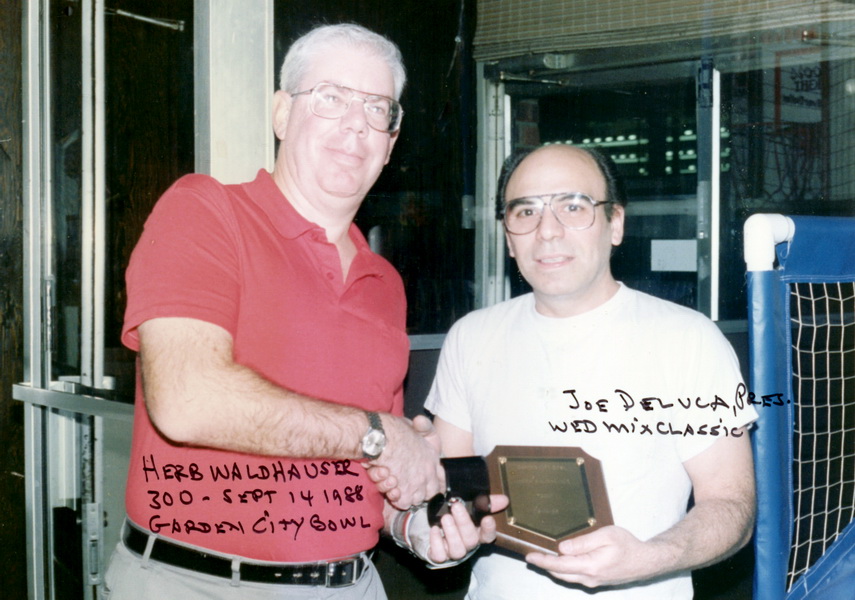 JOE DELUCA, PRES.
WED MIX CLASSIC
HERB WALDHAUSER
300 - SEPT 14 1988
GARDEN CITY BOWL